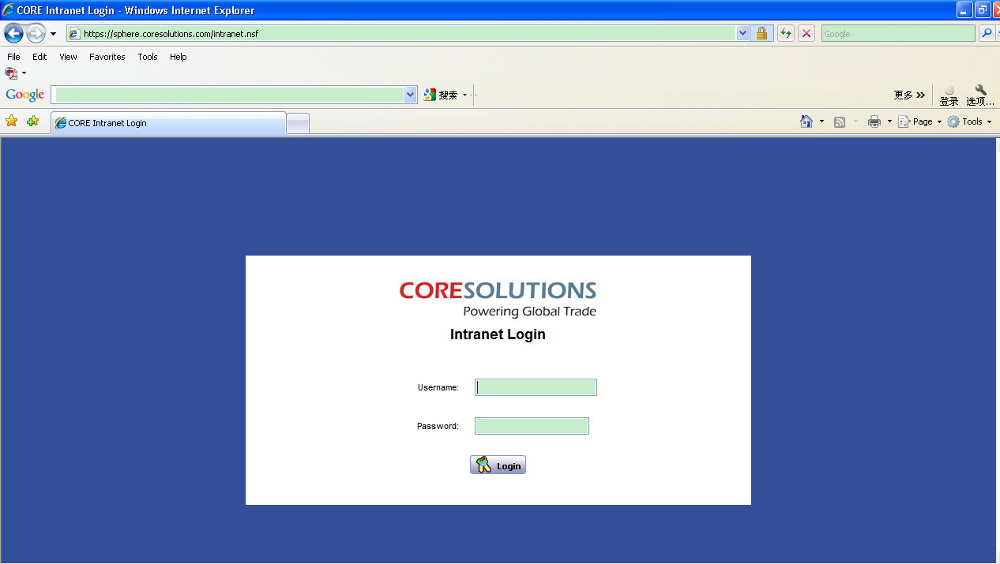 CORE Intranet Login - Windows Internet Explorer
https://sphere.coresolutions.com/intranet.nsf
Google
File Edit View Favorites Tools Help
Google 搜索 更多 登录 选项...
CORE Intranet Login Page Tools
CORESOLUTIONS
Powering Global Trade
Intranet Login
Username:
Password:
Login